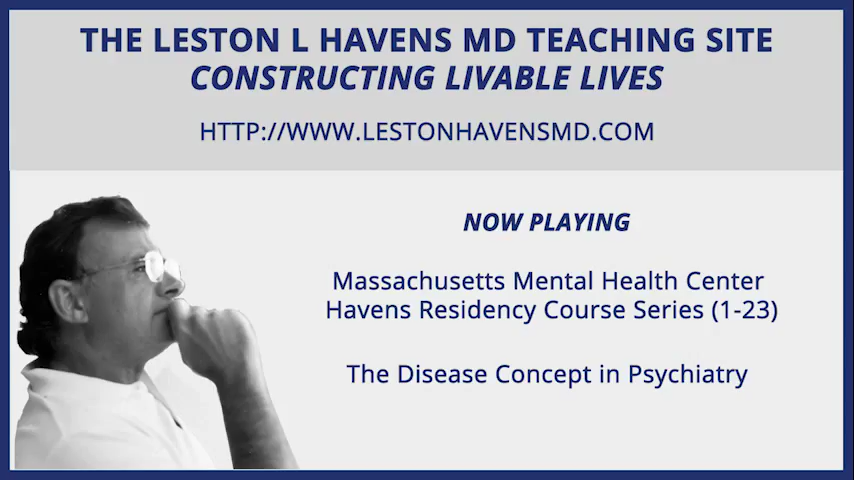 THE LESTON L HAVENS MD TEACHING SITE
CONSTRUCTING LIVABLE LIVES
HTTP://WWW.LESTONHAVENSMD.COM
NOW PLAYING
Massachusetts Mental Health Center
Havens Residency Course Series (1-23)
The Disease Concept in Psychiatry